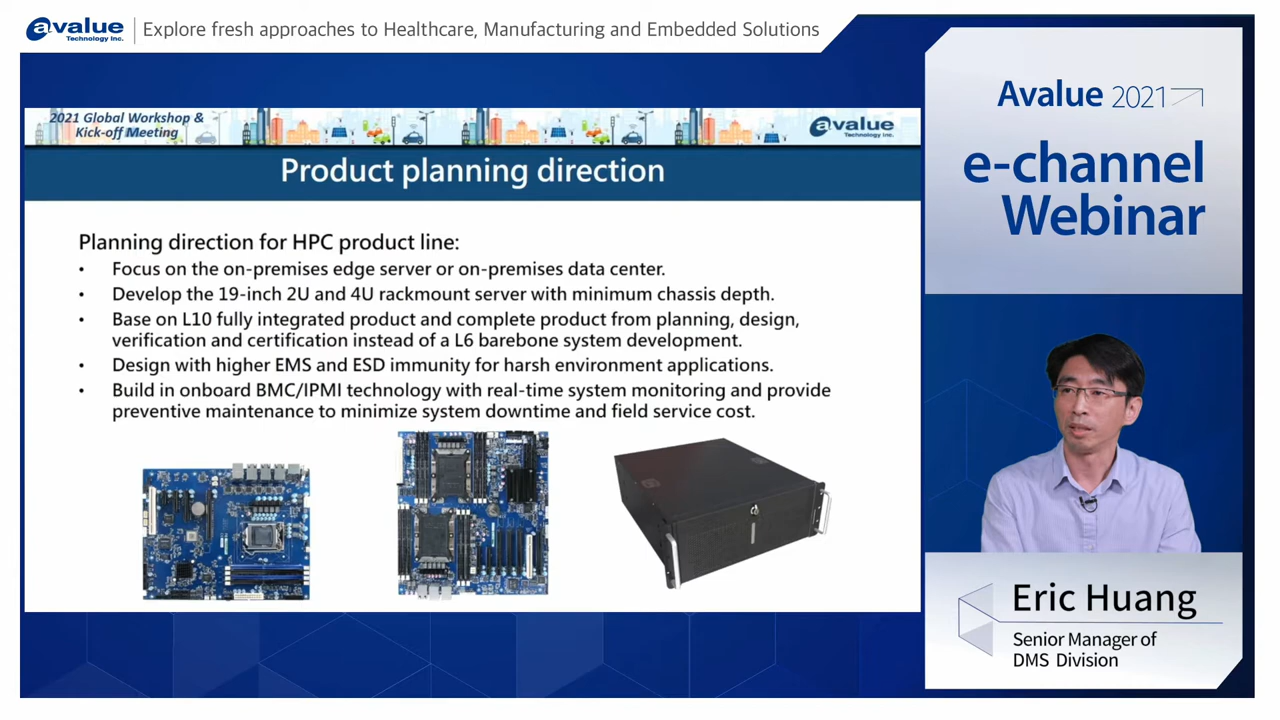 avalue
Technology Inc.
Explore fresh approaches to Healthcare, Manufacturing and Embedded Solutions
2021 Global Workshop &
Kick-off Meeting
avalue
Technology Inc.
Product planning direction
Planning direction for HPC product line:
• Focus on the on-premises edge server or on-premises data center.
• Develop the 19-inch 2U and 4U rackmount server with minimum chassis depth.
• Base on L10 fully integrated product and complete product from planning, design,
verification and certification instead of a L6 barebone system development.
• Design with higher EMS and ESD immunity for harsh environment applications.
• Build in onboard BMC/IPMI technology with real-time system monitoring and provide
preventive maintenance to minimize system downtime and field service cost.
Avalue 2021
e-channel
Webinar
Eric Huang
Senior Manager of
DMS Division